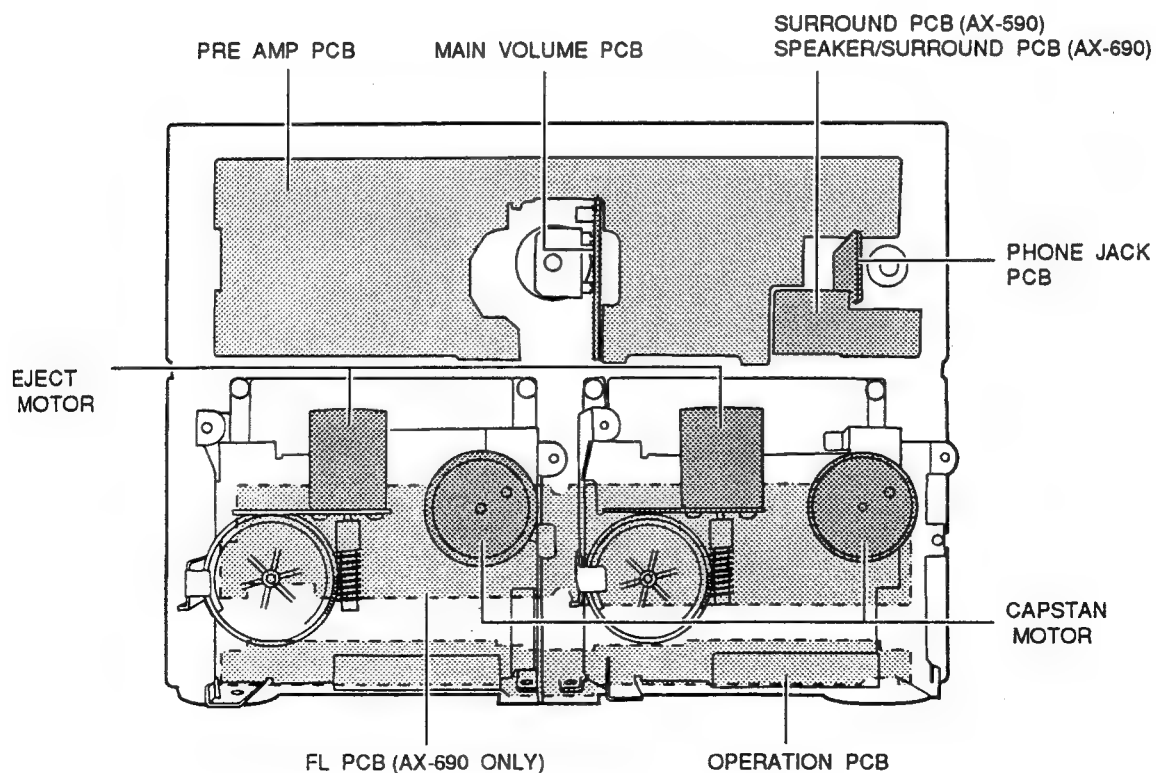 SURROUND PCB (AX-590)
SPEAKER/SURROUND PCB (AX-690)
PRE AMP PCB
MAIN VOLUME PCB
PHONE JACK
PCB
EJECT
MOTOR
CAPSTAN
MOTOR
FL PCB (AX-690 ONLY)
OPERATION PCB